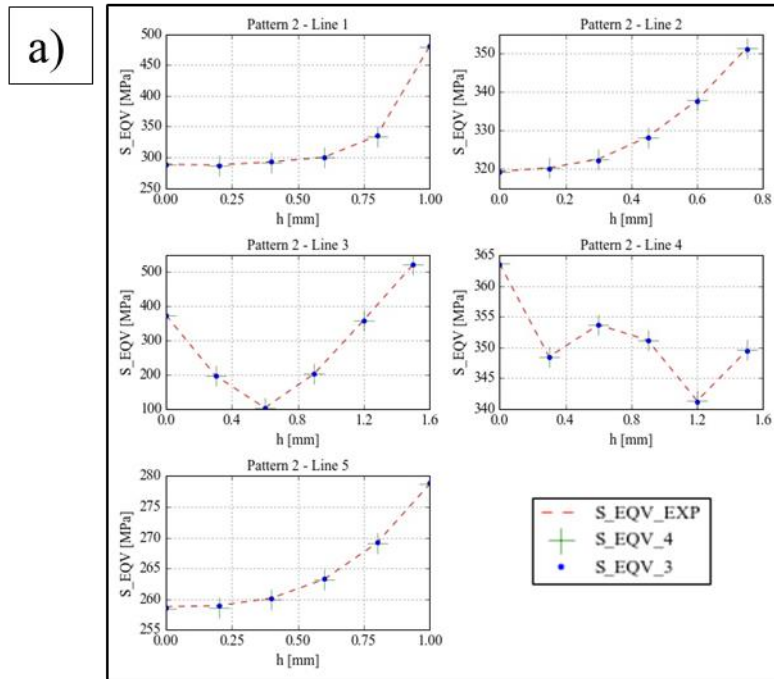 a)
Pattern 2 - Line 1
500
450
400
350
300
250
S_EQV [MPa]
0.00 0.25 0.50 0.75 1.00
h [mm]
Pattern 2 - Line 2
350
340
330
320
S_EQV [MPa]
0.0 0.2 0.4 0.6 0.8
h [mm]
Pattern 2 - Line 3
500
400
300
200
100
S_EQV [MPa]
0.0 0.4 0.8 1.2 1.6
h [mm]
Pattern 2 - Line 4
365
360
355
350
345
340
S_EQV [MPa]
0.0 0.4 0.8 1.2 1.6
h [mm]
Pattern 2 - Line 5
280
275
270
265
260
255
S_EQV [MPa]
0.00 0.25 0.50 0.75 1.00
h [mm]
S_EQV_EXP
S_EQV_4
S_EQV_3